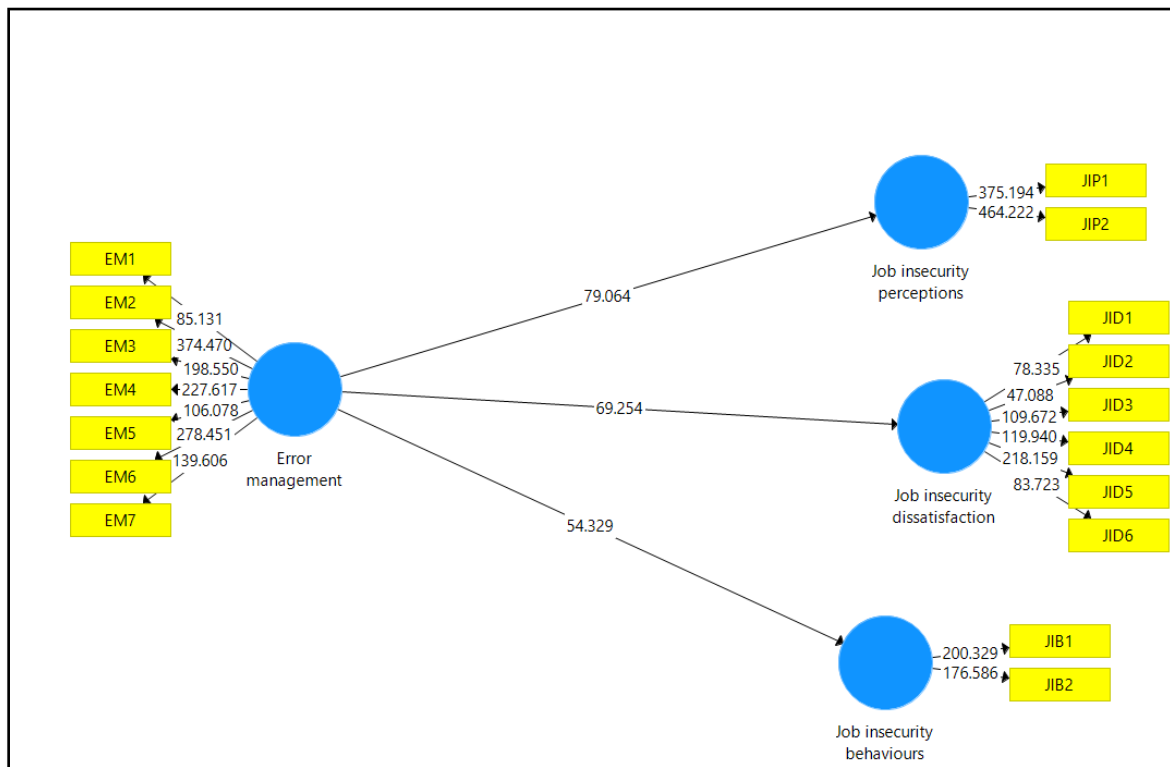 EM1
EM2
EM3
EM4
EM5
EM6
EM7
85.131
374.470
198.550
227.617
106.078
278.451
139.606
Error
management
79.064
69.254
54.329
Job insecurity
perceptions
375.194
464.222
JIP1
JIP2
Job insecurity
dissatisfaction
78.335
47.088
109.672
119.940
218.159
83.723
JID1
JID2
JID3
JID4
JID5
JID6
Job insecurity
behaviours
200.329
176.586
JIB1
JIB2